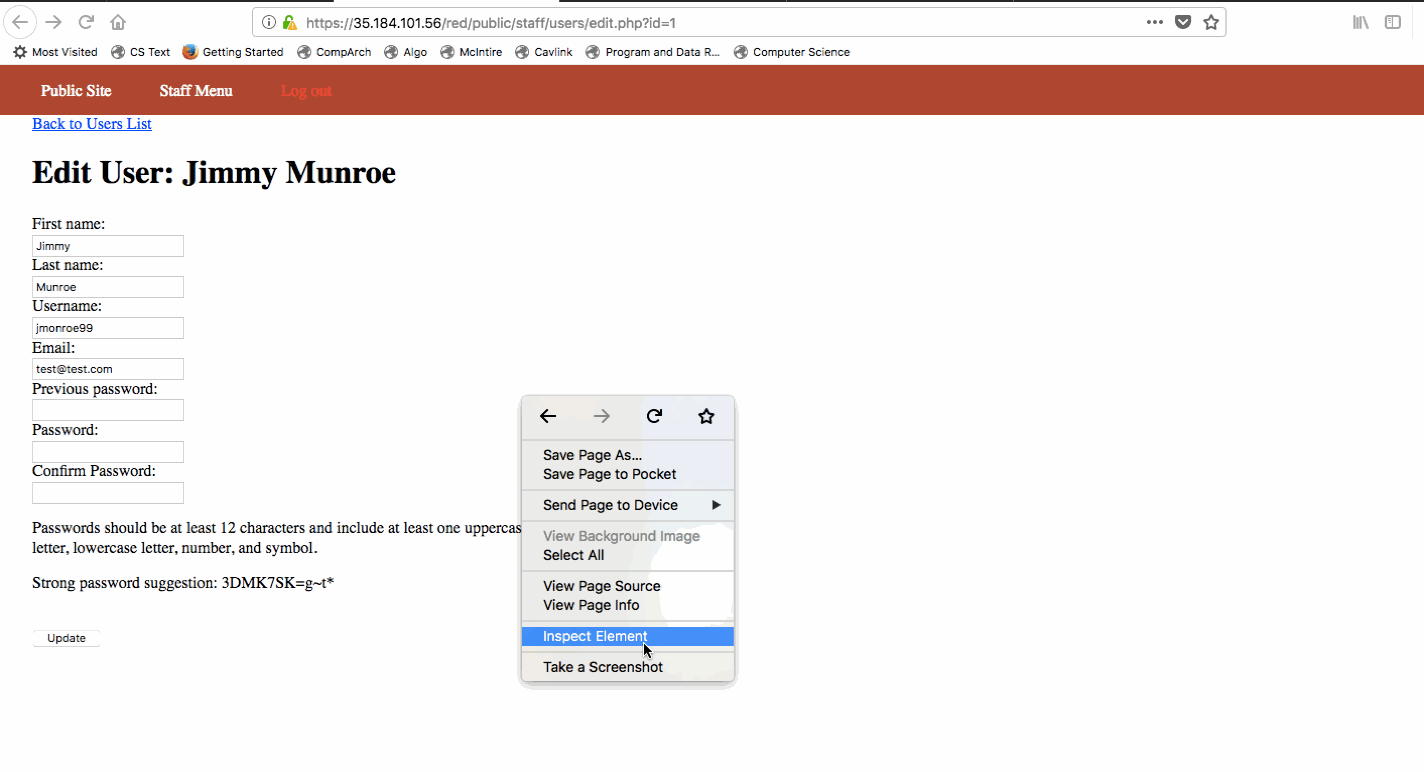 https://35.184.101.56/red/public/staff/users/edit.php?id=1
Most Visited CS Text Getting Started CompArch Algo McIntire Cavlink Program and Data R... Computer Science
Public Site Staff Menu Log out
Back to Users List
Edit User: Jimmy Munroe
First name:
Jimmy
Last name:
Munroe
Username:
jmonroe99
Email:
test@test.com
Previous password:
Password:
Confirm Password:
Passwords should be at least 12 characters and include at least one uppercas
letter, lowercase letter, number, and symbol.
Strong password suggestion: 3DMK7SK=g~t*
Update
Save Page As...
Save Page to Pocket
Send Page to Device
View Background Image
Select All
View Page Source
View Page Info
Inspect Element
Take a Screenshot